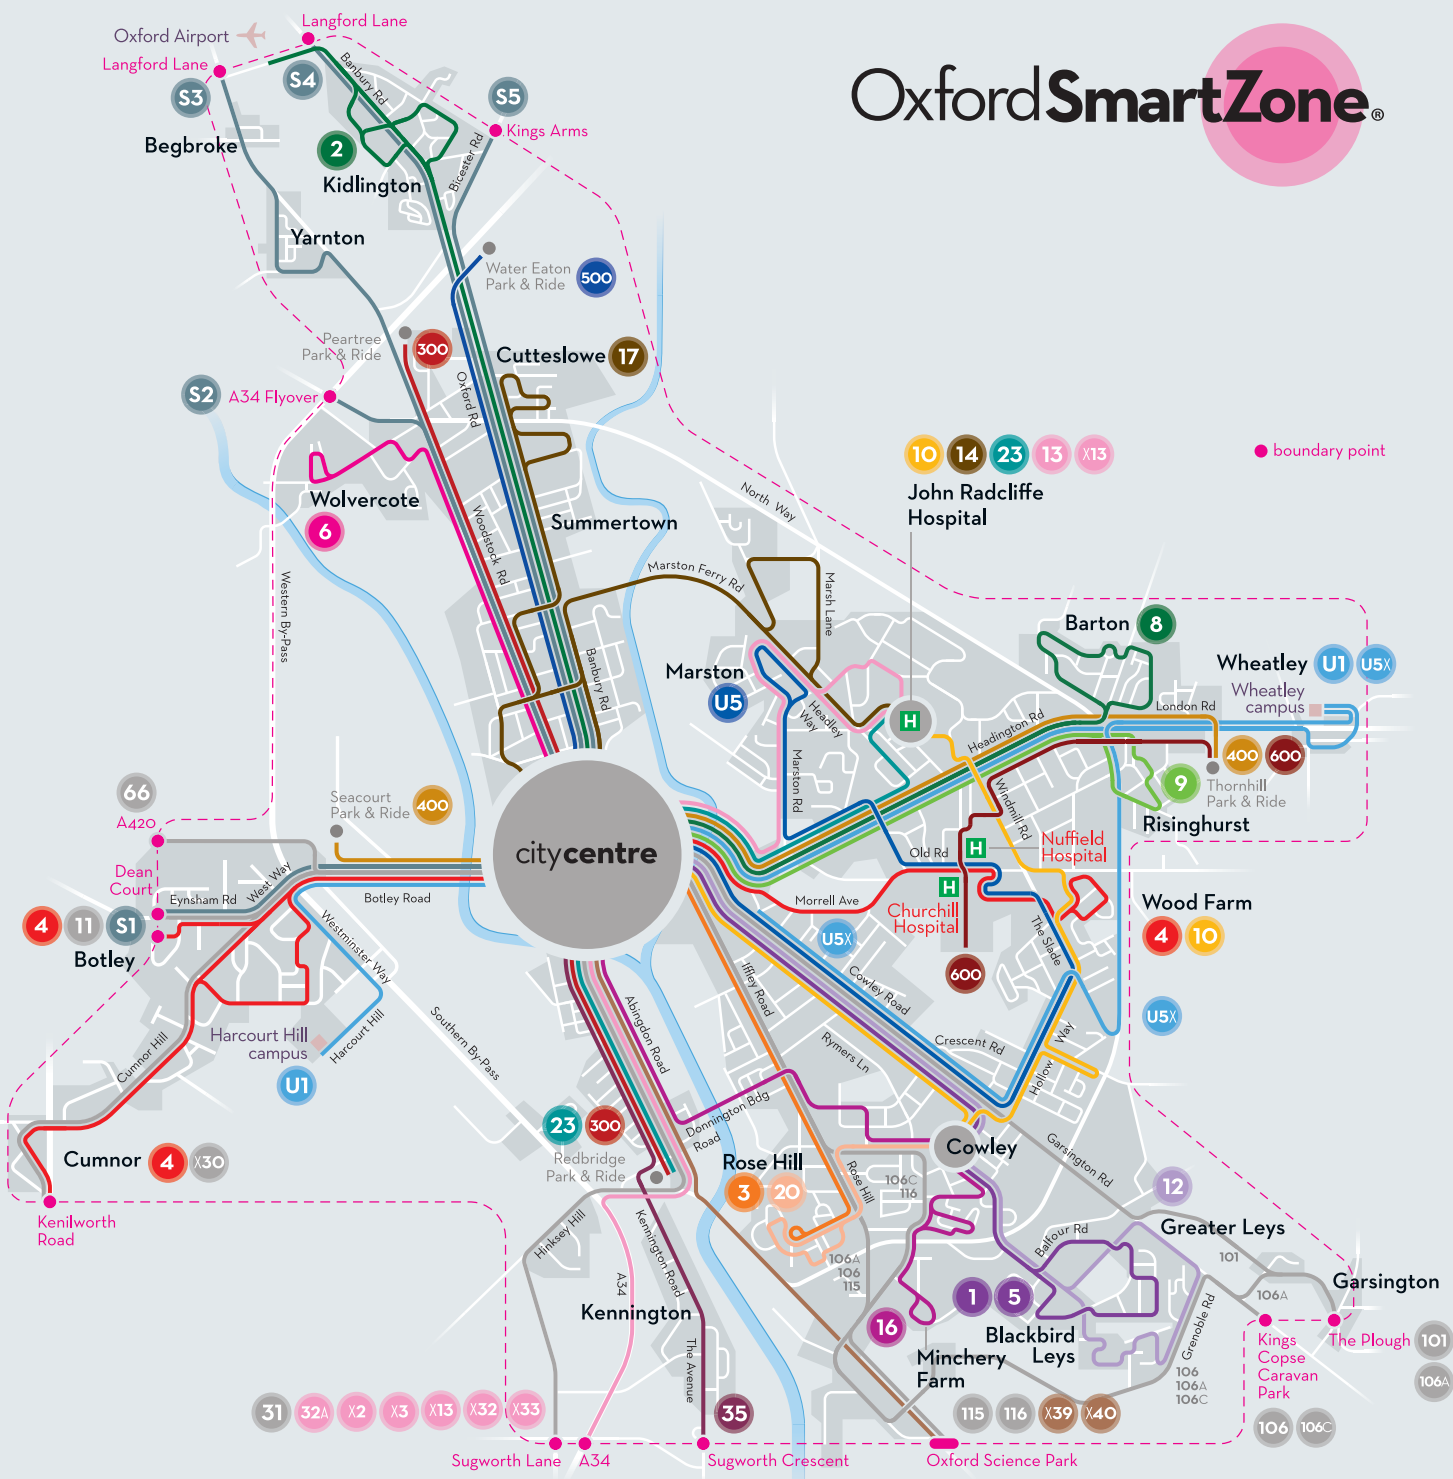 Oxford SmartZone®
Langford Lane
Oxford Airport
Langford Lane
S3
S4
S5
Banbury Rd
Kings Arms
Begbroke
2
Kidlington
Bicester Rd
Yarnton
Water Eaton
Park & Ride
500
Peartree
Park & Ride
300
Cutteslowe
17
S2
A34 Flyover
Oxford Rd
Wolvercote
6
Summertown
Woodstock Rd
Western By-Pass
North Way
10
14
23
13
X13
John Radcliffe
Hospital
boundary point
Marston Ferry Rd
Marsh Lane
Banbury Rd
Marston
U5
Headley
Way
Marston Rd
H
Barton
8
Wheatley
U1
U5X
Wheatley
campus
London Rd
Headington Rd
400
600
Thornhill
Park & Ride
9
Risinghurst
Windmill Rd
66
A420
Seacourt
Park & Ride
400
city centre
Dean
Court
Eynsham Rd
West Way
Botley Road
4
11
S1
Botley
Westminster Way
Old Rd
H
Nuffield
Hospital
H
Churchill
Hospital
Morrell Ave
Wood Farm
4
10
U5X
600
The Slade
Cowley Road
Iffley Road
U5X
Harcourt Hill
campus
Harcourt Hill
U1
Southern By-Pass
Abingdon Road
Cumnor Hill
Rymers Ln
Crescent Rd
Hollow Way
Cumnor
4
X30
Kenilworth
Road
23
300
Redbridge
Park & Ride
Donnington Bdg
Road
Cowley
Garsington Rd
Rose Hill
3
20
Rose Hill
106C
116
12
Greater Leys
101
Balfour Rd
Garsington
106A
Hinksey Hill
A34
Kennington Road
106A
106
115
Kennington
The Avenue
16
1
5
Blackbird
Leys
Minchery
Farm
Grenoble Rd
106
106A
106C
Kings
Copse
Caravan
Park
The Plough
101
106A
106
106C
31
32A
X2
X3
X13
X32
X33
35
115
116
X39
X40
Sugworth Lane
A34
Sugworth Crescent
Oxford Science Park